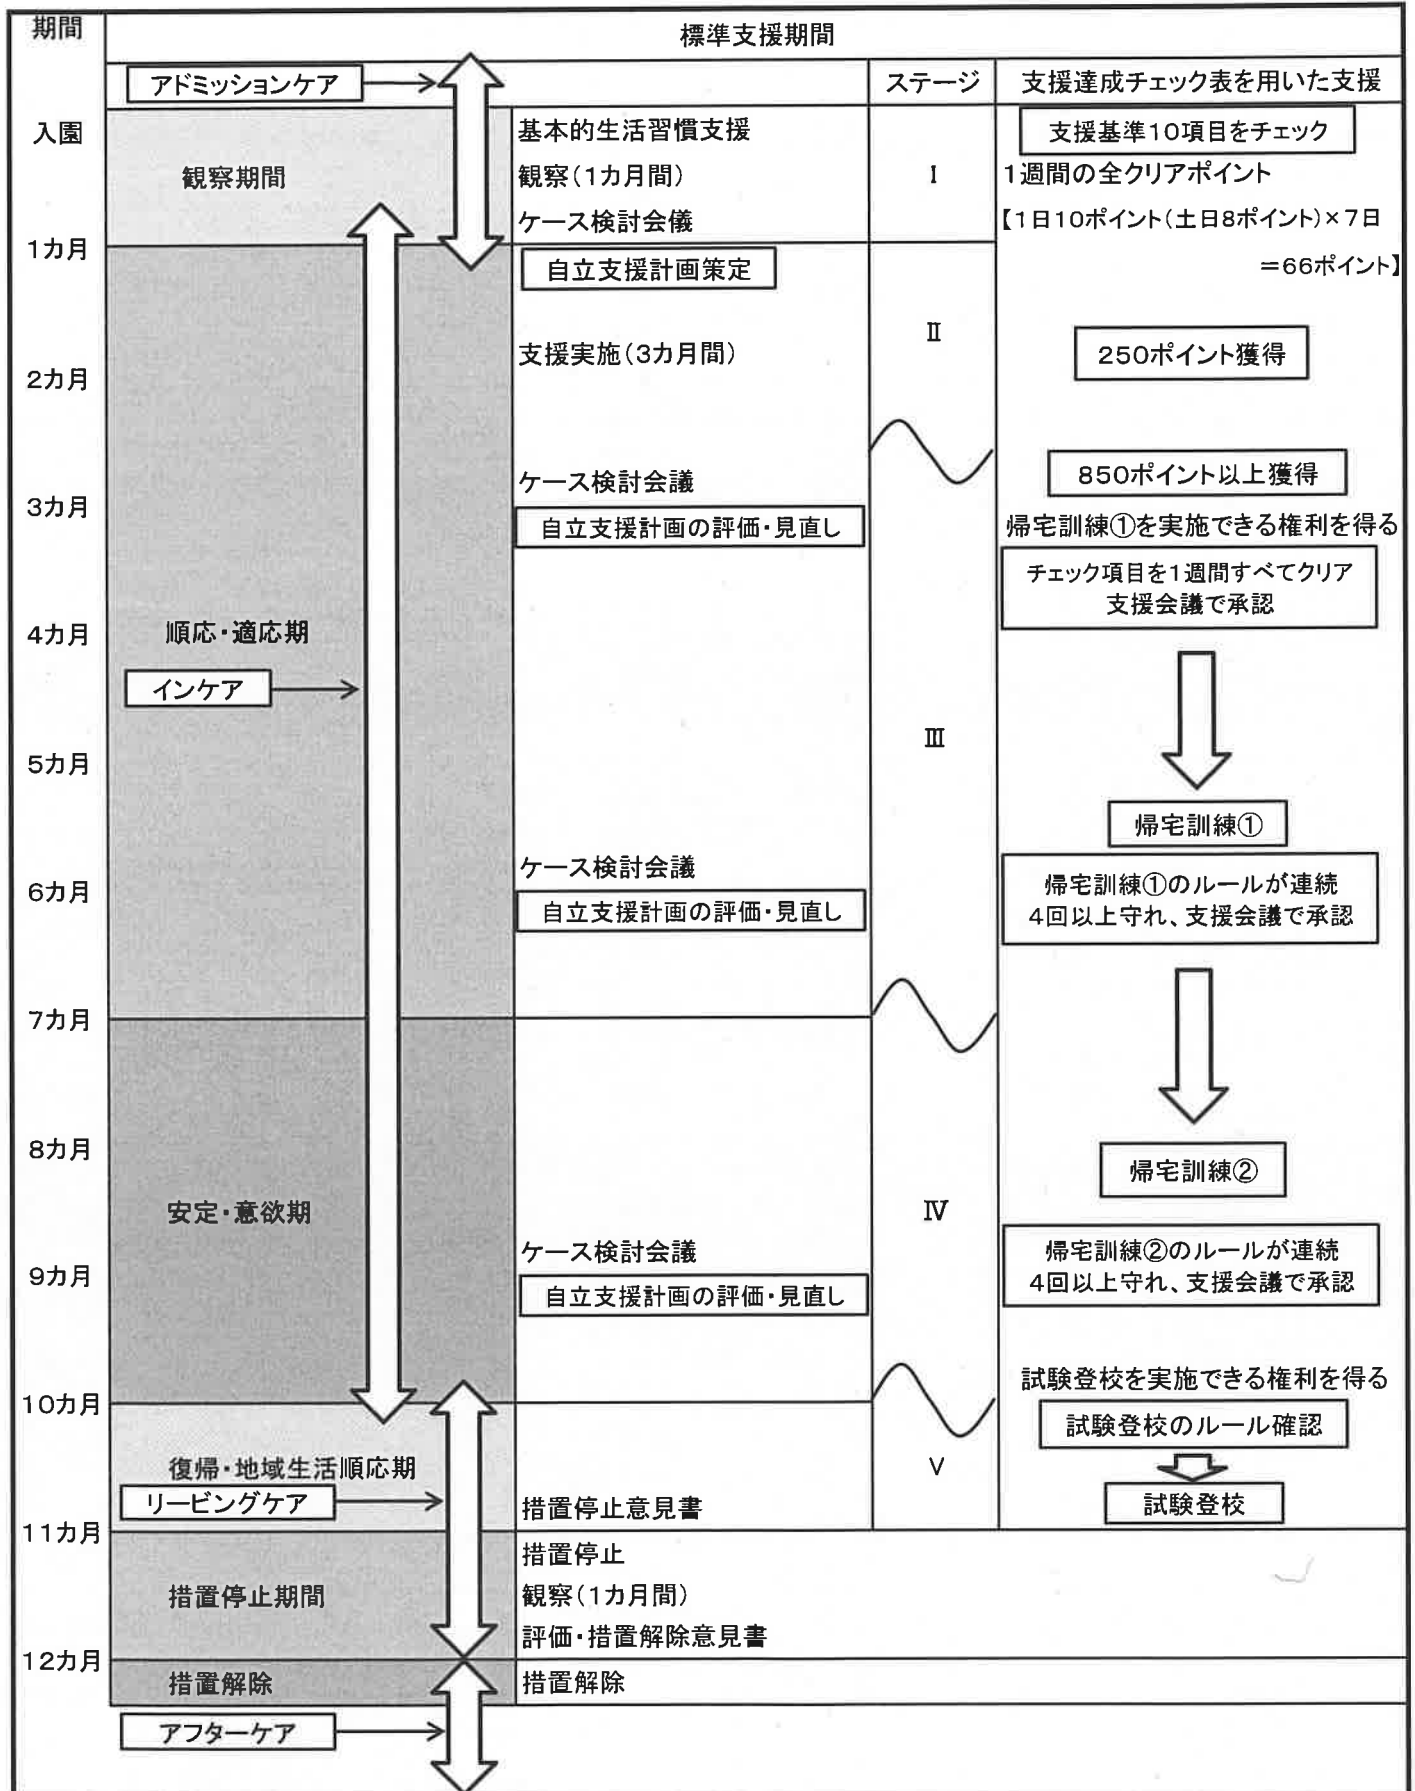 期間
標準支援期間
アドミッションケア
ステージ
支援達成チェック表を用いた支援
入園
観察期間
基本的生活習慣支援
観察(1カ月間)
ケース検討会儀
Ⅰ
支援基準10項目をチェック
1週間の全クリアポイント
【1日10ポイント(土日8ポイント)×7日
=66ポイント】
1カ月
自立支援計画策定
Ⅱ
支援実施(3カ月間)
250ポイント獲得
2カ月
ケース検討会議
850ポイント以上獲得
3カ月
自立支援計画の評価・見直し
帰宅訓練①を実施できる権利を得る
チェック項目を1週間すべてクリア
支援会議で承認
4カ月
順応・適応期
インケア
Ⅲ
5カ月
帰宅訓練①
ケース検討会議
6カ月
自立支援計画の評価・見直し
帰宅訓練①のルールが連続
4回以上守れ、支援会議で承認
7カ月
8カ月
帰宅訓練②
安定・意欲期
Ⅳ
ケース検討会議
9カ月
自立支援計画の評価・見直し
帰宅訓練②のルールが連続
4回以上守れ、支援会議で承認
試験登校を実施できる権利を得る
10カ月
試験登校のルール確認
復帰・地域生活順応期
Ⅴ
リービングケア
措置停止意見書
試験登校
11カ月
措置停止
措置停止期間
観察(1カ月間)
評価・措置解除意見書
12カ月
措置解除
措置解除
アフターケア